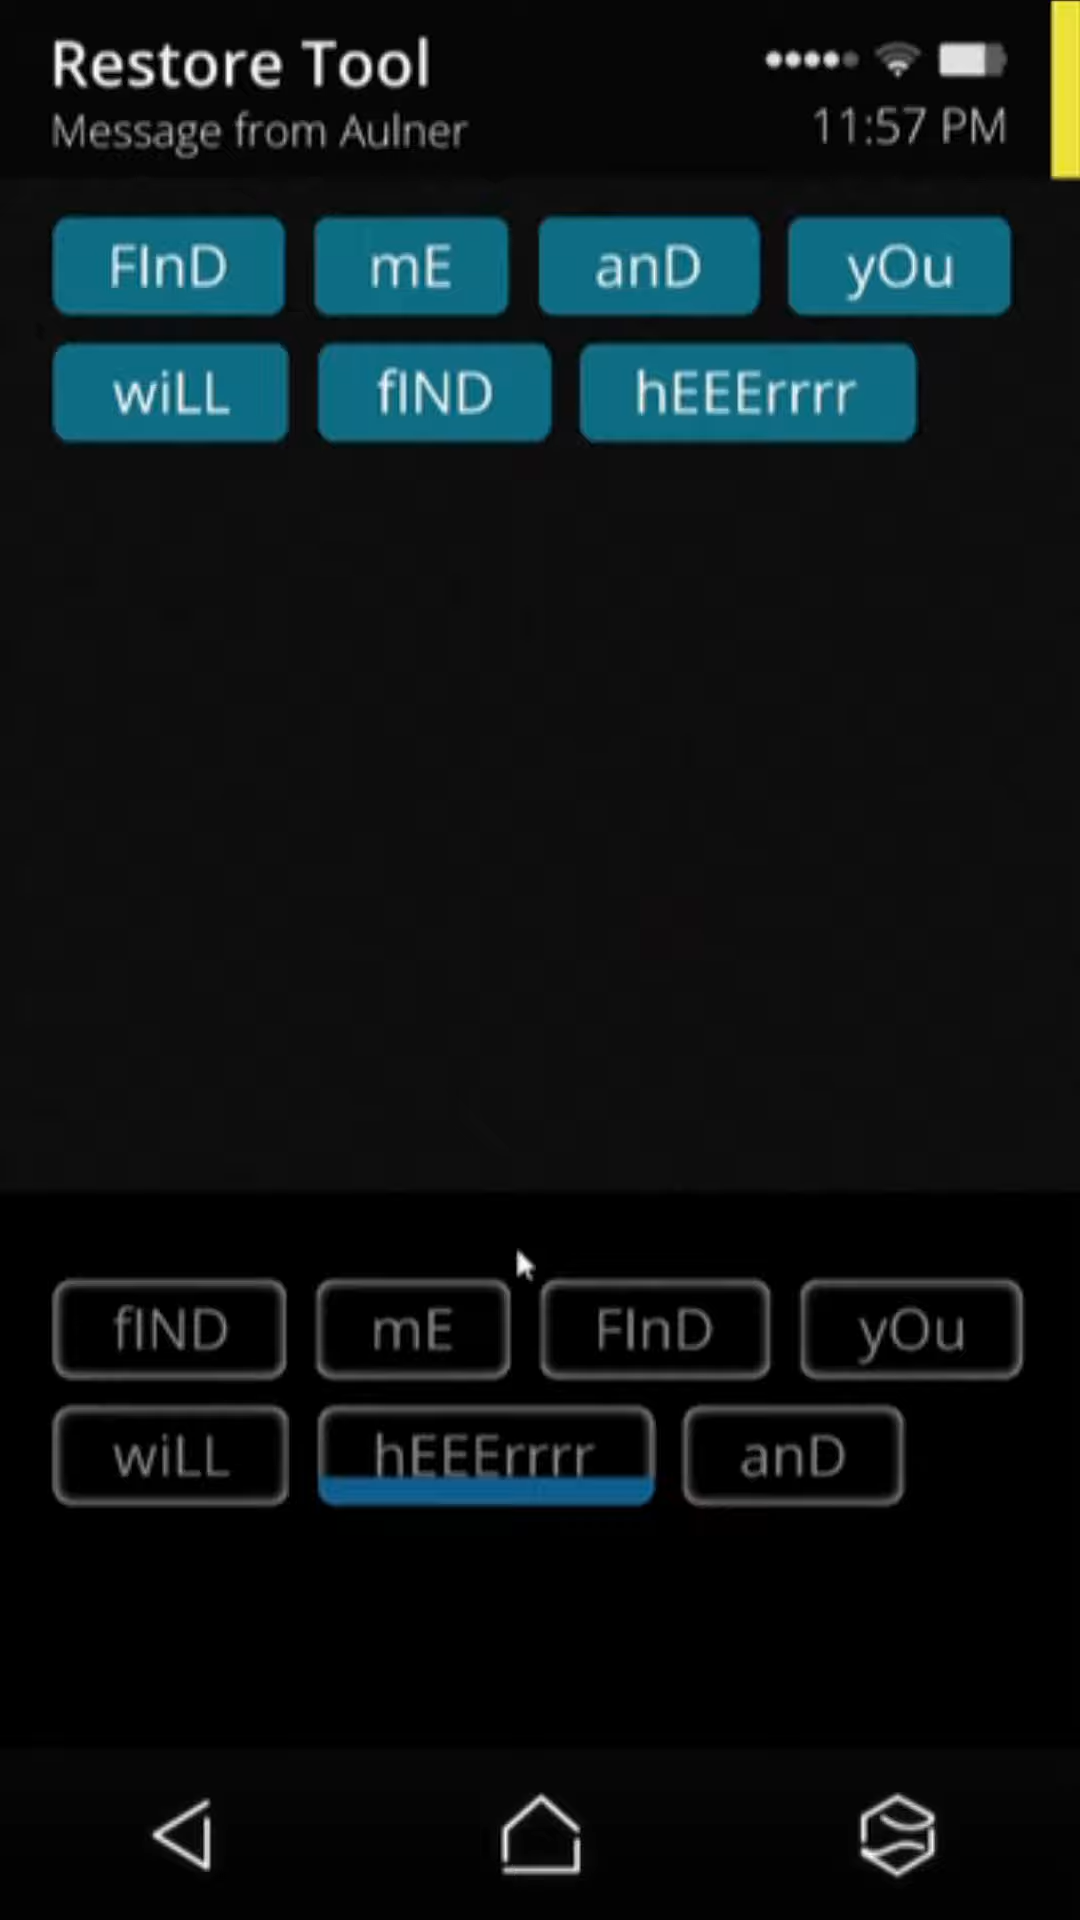 Restore Tool
Message from Aulner
11:57 PM
FInD mE anD yOu
wiLL fIND hEEErrrr
fIND mE FInD yOu
wiLL hEEErrrr anD